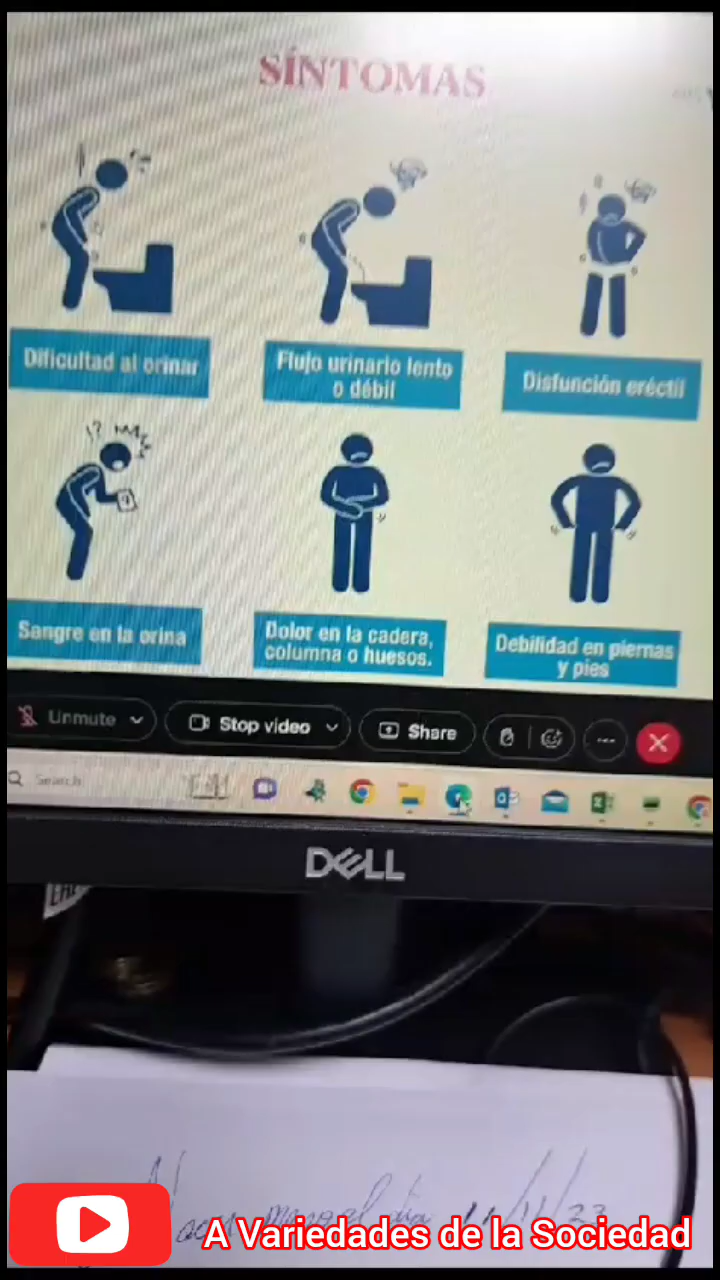 SÍNTOMAS
Dificultad al orinar
Flujo urinario lento
o débil
Disfunción eréctil
Sangre en la orina
Dolor en la cadera,
columna o huesos.
Debilidad en piernas
y pies
Unmute
Stop video
Share
Search
DELL
A Variedades de la Sociedad